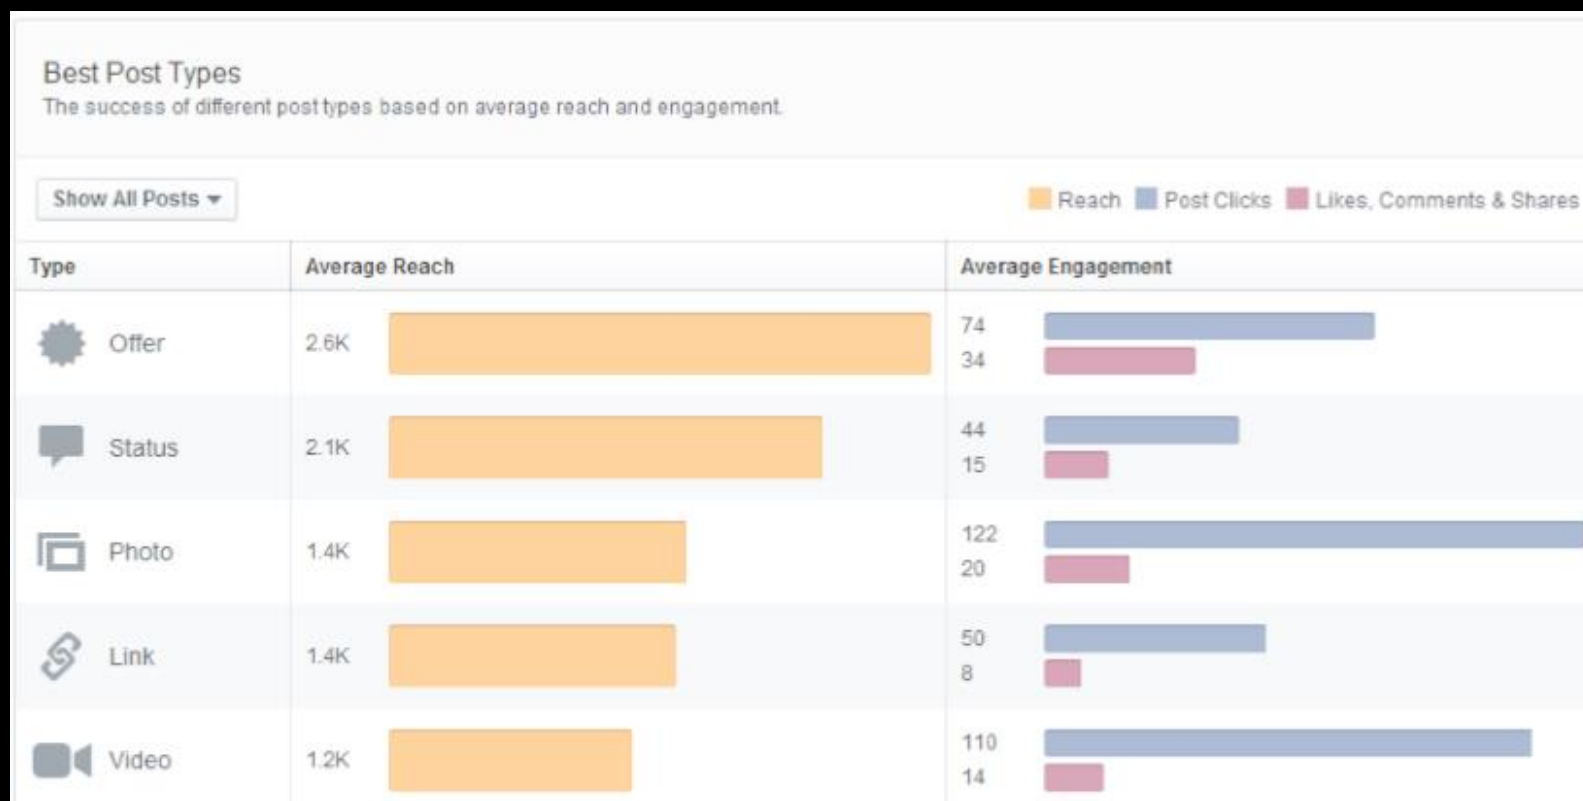 Best Post Types
The success of different post types based on average reach and engagement.
Show All Posts
Reach Post Clicks Likes, Comments & Shares
Type Average Reach Average Engagement
Offer 2.6K 74
34
Status 2.1K 44
15
Photo 1.4K 122
20
Link 1.4K 50
8
Video 1.2K 110
14